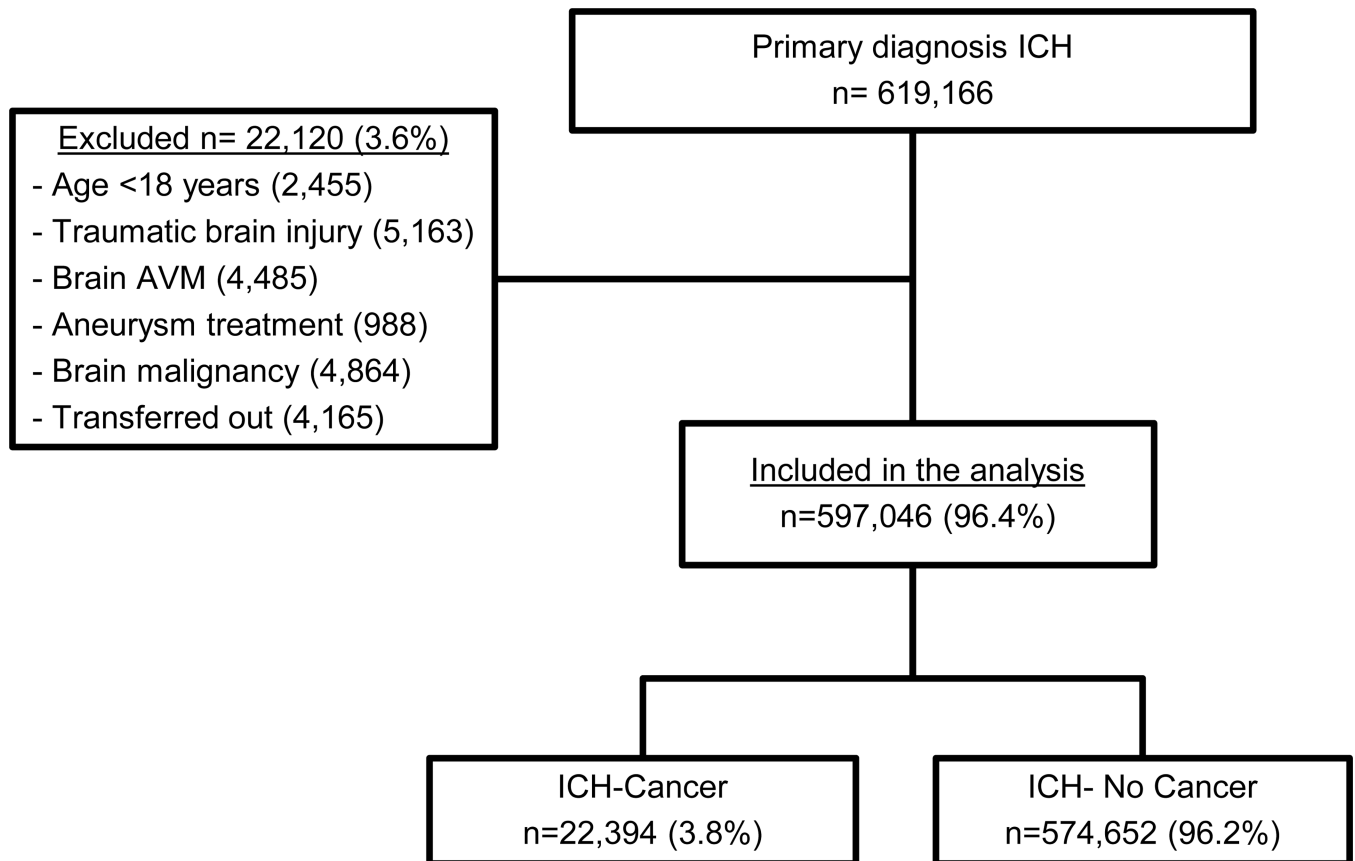 Primary diagnosis ICH
n= 619,166
Excluded n= 22,120 (3.6%)
- Age <18 years (2,455)
- Traumatic brain injury (5,163)
- Brain AVM (4,485)
- Aneurysm treatment (988)
- Brain malignancy (4,864)
- Transferred out (4,165)
Included in the analysis
n=597,046 (96.4%)
ICH-Cancer
n=22,394 (3.8%)
ICH- No Cancer
n=574,652 (96.2%)